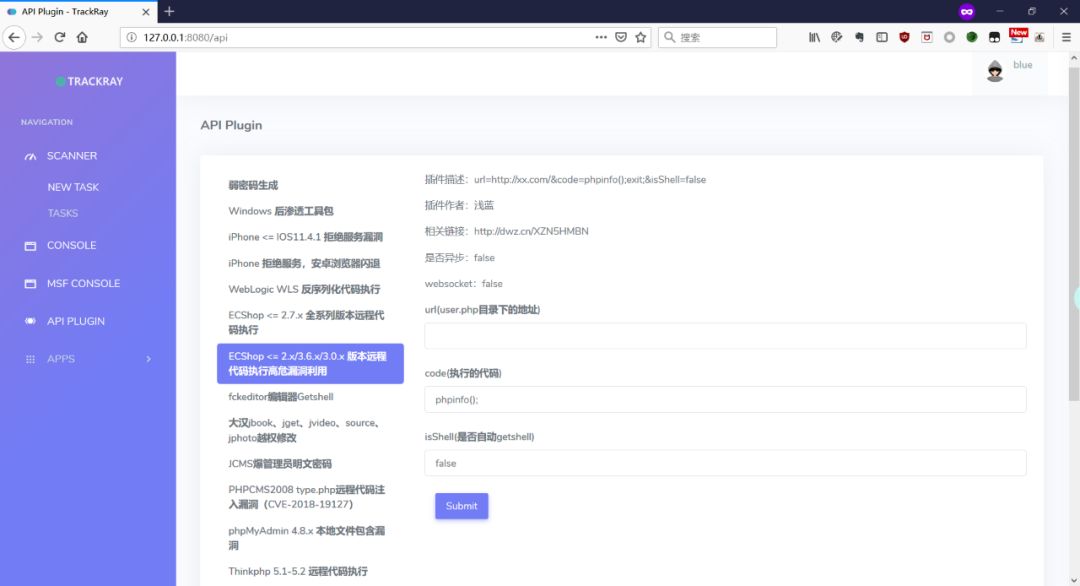 API Plugin - TrackRay
127.0.0.1:8080/api
搜索
New
TRACKRAY
blue
NAVIGATION
SCANNER
NEW TASK
TASKS
CONSOLE
MSF CONSOLE
API PLUGIN
APPS
API Plugin
弱密码生成
Windows 后渗透工具包
iPhone <= IOS11.4.1 拒绝服务漏洞
iPhone 拒绝服务，安卓浏览器闪退
WebLogic WLS 反序列化代码执行
ECShop <= 2.7.x 全系列版本远程代
码执行
ECShop <= 2.x/3.6.x/3.0.x 版本远程
代码执行高危漏洞利用
fckeditor编辑器Getshell
大汉jbook、jget、jvideo、source、
jphoto越权修改
JCMS爆管理员明文密码
PHPCMS2008 type.php远程代码注
入漏洞（CVE-2018-19127）
phpMyAdmin 4.8.x 本地文件包含漏
洞
Thinkphp 5.1-5.2 远程代码执行
插件描述：url=http://xx.com/&code=phpinfo();exit;&isShell=false
插件作者：浅蓝
相关链接：http://dwz.cn/XZN5HMBN
是否异步：false
websocket：false
url(user.php目录下的地址)
code(执行的代码)
phpinfo();
isShell(是否自动getshell)
false
Submit